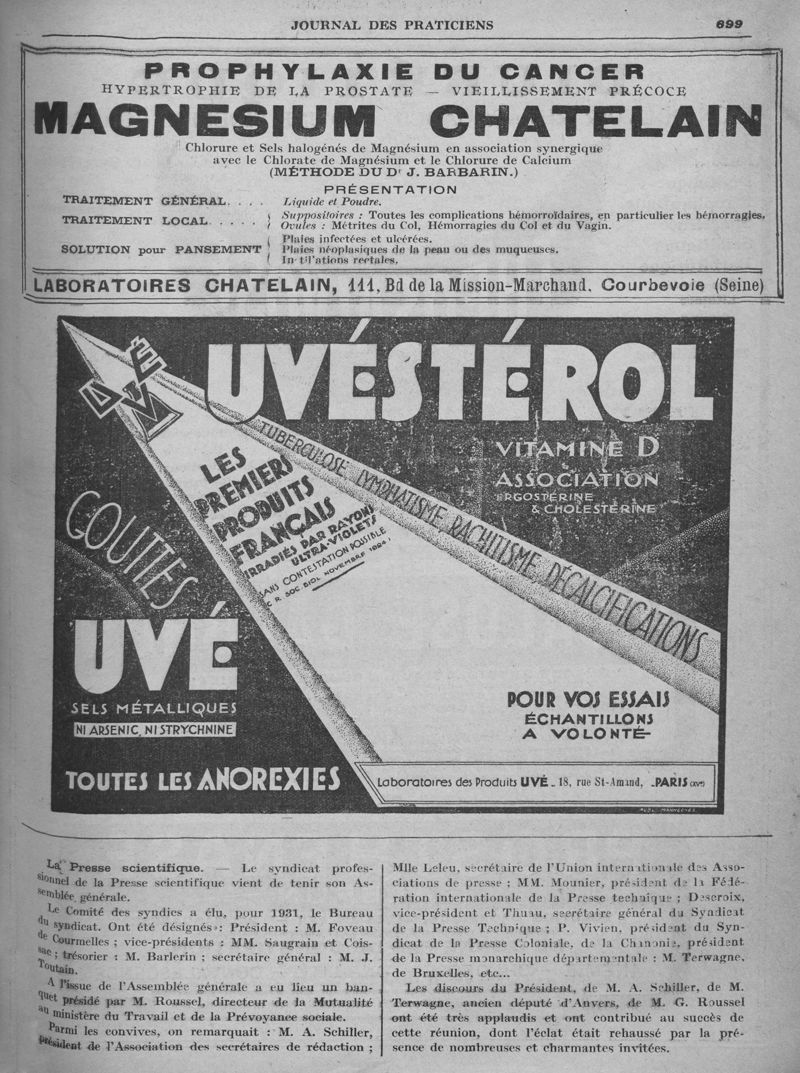 JOURNAL DES PRATICIENS 699
PROPHYLAXIE DU CANCER
HYPERTROPHIE DE LA PROSTATE — VIEILLISSEMENT PRÉCOCE
MAGNESIUM CHATELAIN
Chlorure et Sels halogénés de Magnésium en association synergique
avec le Chlorate de Magnésium et le Chlorure de Calcium
(MÉTHODE DU Dr J. BARBARIN.)
PRÉSENTATION
TRAITEMENT GÉNÉRAL. . . . Liquide et Poudre.
TRAITEMENT LOCAL. . . . . Suppositoires : Toutes les complications hémorroïdaires, en particulier les hémorragies.
Ovules : Métrites du Col, Hémorragies du Col et du Vagin.
SOLUTION pour PANSEMENT Plaies infectées et ulcérées.
Plaies néoplasiques de la peau ou des muqueuses.
rectales.
LABORATOIRES CHATELAIN, 111, Bd de la Mission-Marchand, Courbevoie (Seine)
UVÉSTÉROL
VITAMINE D
ASSOCIATION
ERGOSTÉRINE
& CHOLESTÉRINE
TUBERCULOSE LYMPHATISME RACHITISME DÉCALCIFICATIONS
LES
PREMIERS
PRODUITS
FRANÇAIS
IRRADIÉS PAR RAYONS
ULTRA-VIOLETS
SANS CONTESTATION POSSIBLE
C. R. SOC BIOL NOVEMBRE 1924
GOUTTES
UVÉ
SELS MÉTALLIQUES
NI ARSENIC, NI STRYCHNINE
TOUTES LES ANOREXIES
POUR VOS ESSAIS
ÉCHANTILLONS
A VOLONTÉ
Laboratoires des Produits UVÉ - 18, rue St-Amand, - PARIS (XVe)
La Presse scientifique. — Le syndicat profes-
sionnel de la Presse scientifique vient de tenir son As-
semblée générale.
Le Comité des syndics a élu, pour 1931, le Bureau
du syndicat. Ont été désignés : Président : M. Foveau
de Courmelles ; vice-présidents : MM. Saugrain et Cois-
sac ; trésorier : M. Barlerin ; secrétaire général : M. J.
Toutain.
A l'issue de l'Assemblée générale a eu lieu un ban-
quet présidé par M. Roussel, directeur de la Mutualité
au ministère du Travail et de la Prévoyance sociale.
Parmi les convives, on remarquait : M. A. Schiller,
président de l'Association des secrétaires de rédaction ;
Mlle Leleu, secrétaire de l'Union internationale des Asso-
ciations de presse ; MM. Mounier, président de la Fédé-
ration internationale de la Presse technique ; Descroix,
vice-président et Thuau, secrétaire général du Syndicat
de la Presse Technique ; P. Vivien, président du Syn-
dicat de la Presse Coloniale, de la Chanonie, président
de la Presse monarchique départementale : M. Terwagne,
de Bruxelles, etc...
Les discours du Président, de M. A. Schiller, de M.
Terwagne, ancien député d'Anvers, de M. G. Roussel
ont été très applaudis et ont contribué au succès de
cette réunion, dont l'éclat était rehaussé par la pré-
sence de nombreuses et charmantes invitées.